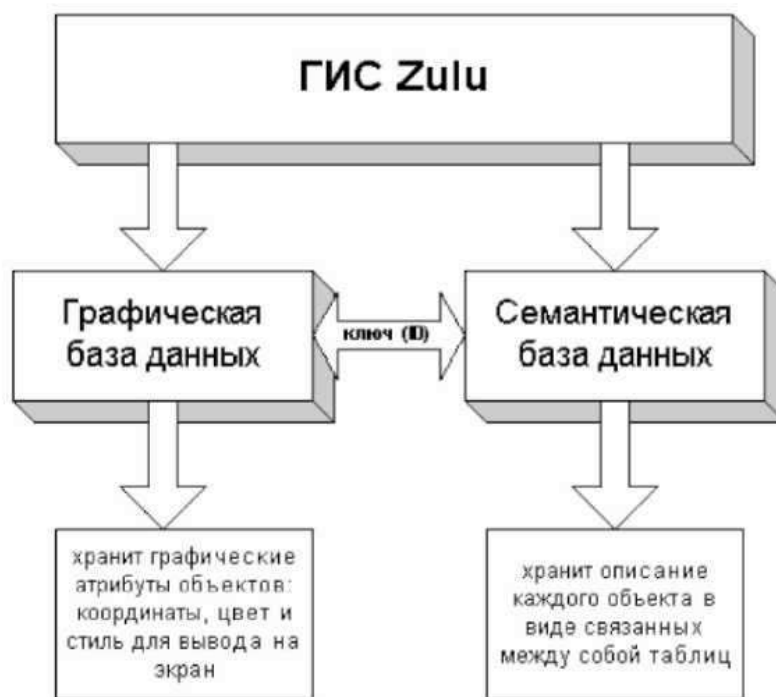 ГИС Zulu
Графическая
база данных
ключ (ID)
Семантическая
база данных
хранит графические
атрибуты объектов:
координаты, цвет и
стиль для вывода на
экран
хранит описание
каждого объекта в
виде связанных
между собой таблиц